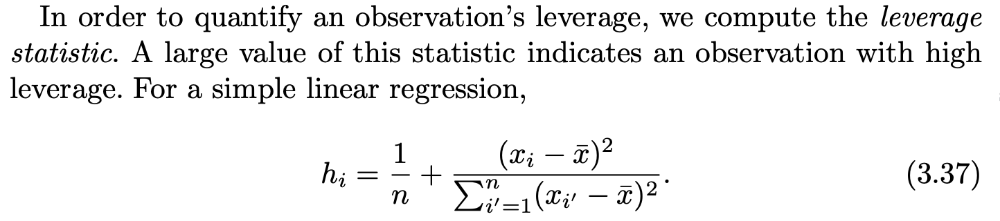 In order to quantify an observation’s leverage, we compute the leverage
statistic. A large value of this statistic indicates an observation with high
leverage. For a simple linear regression,
h_i = \frac{1}{n} + \frac{(x_i - \bar{x})^2}{\sum_{i'=1}^{n}(x_{i'} - \bar{x})^2}. (3.37)